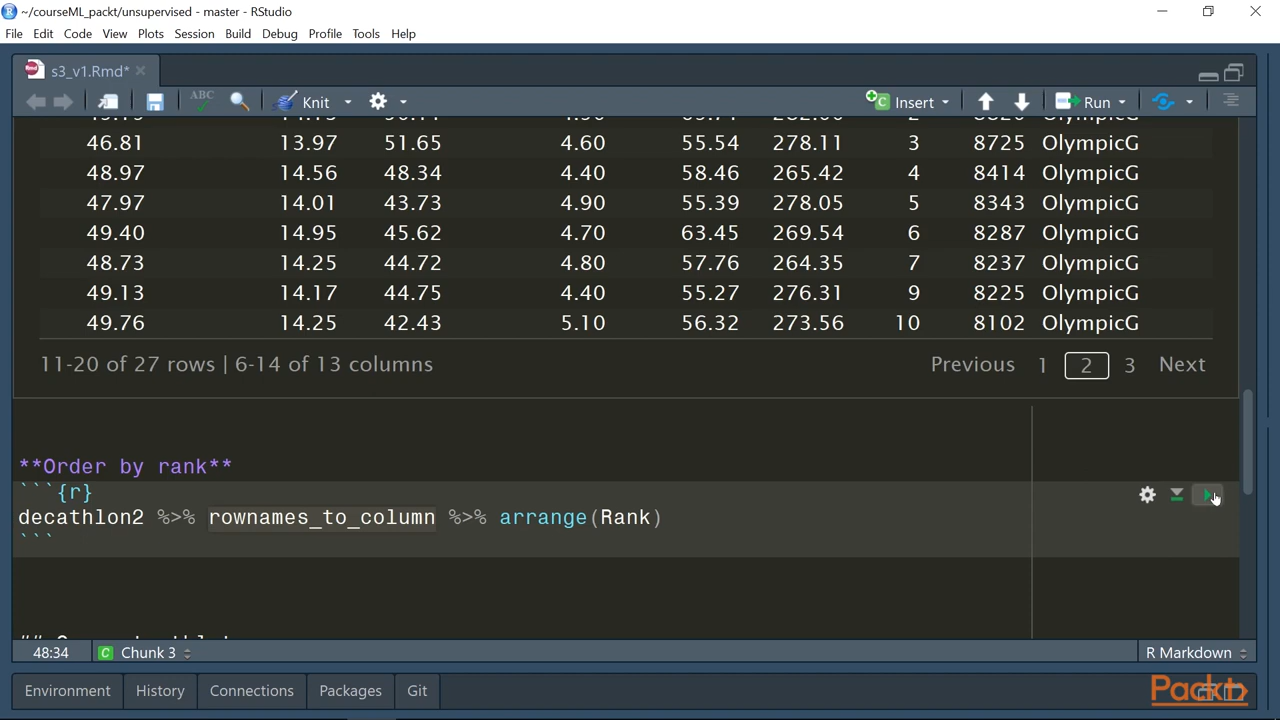 ~/courseML_packt/unsupervised - master - RStudio
File Edit Code View Plots Session Build Debug Profile Tools Help
s3_v1.Rmd*
ABC Knit Insert Run
46.81 13.97 51.65 4.60 55.54 278.11 3 8725 OlympicG
48.97 14.56 48.34 4.40 58.46 265.42 4 8414 OlympicG
47.97 14.01 43.73 4.90 55.39 278.05 5 8343 OlympicG
49.40 14.95 45.62 4.70 63.45 269.54 6 8287 OlympicG
48.73 14.25 44.72 4.80 57.76 264.35 7 8237 OlympicG
49.13 14.17 44.75 4.40 55.27 276.31 9 8225 OlympicG
49.76 14.25 42.43 5.10 56.32 273.56 10 8102 OlympicG
11-20 of 27 rows | 6-14 of 13 columns Previous 1 2 3 Next
**Order by rank**
```{r}
decathlon2 %>% rownames_to_column %>% arrange(Rank)
```
48:34 C Chunk 3 R Markdown
Environment History Connections Packages Git
Packt